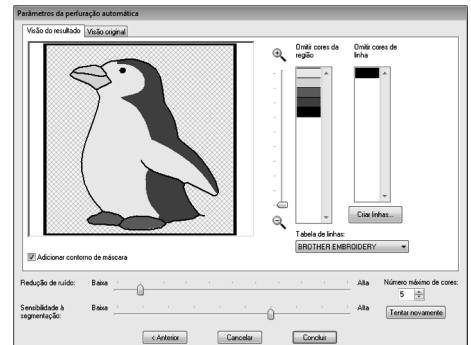 Parâmetros da perfuração automática
Visão do resultado
Visão original
Omitir cores da
região
Omitir cores de
linha
Criar linhas...
Tabela de linhas:
BROTHER EMBROIDERY
Adicionar contorno de máscara
Redução de ruído:
Baixa
Alta
Número máximo de cores:
5
Sensibilidade à
segmentação:
Baixa
Alta
Tentar novamente
< Anterior
Cancelar
Concluir